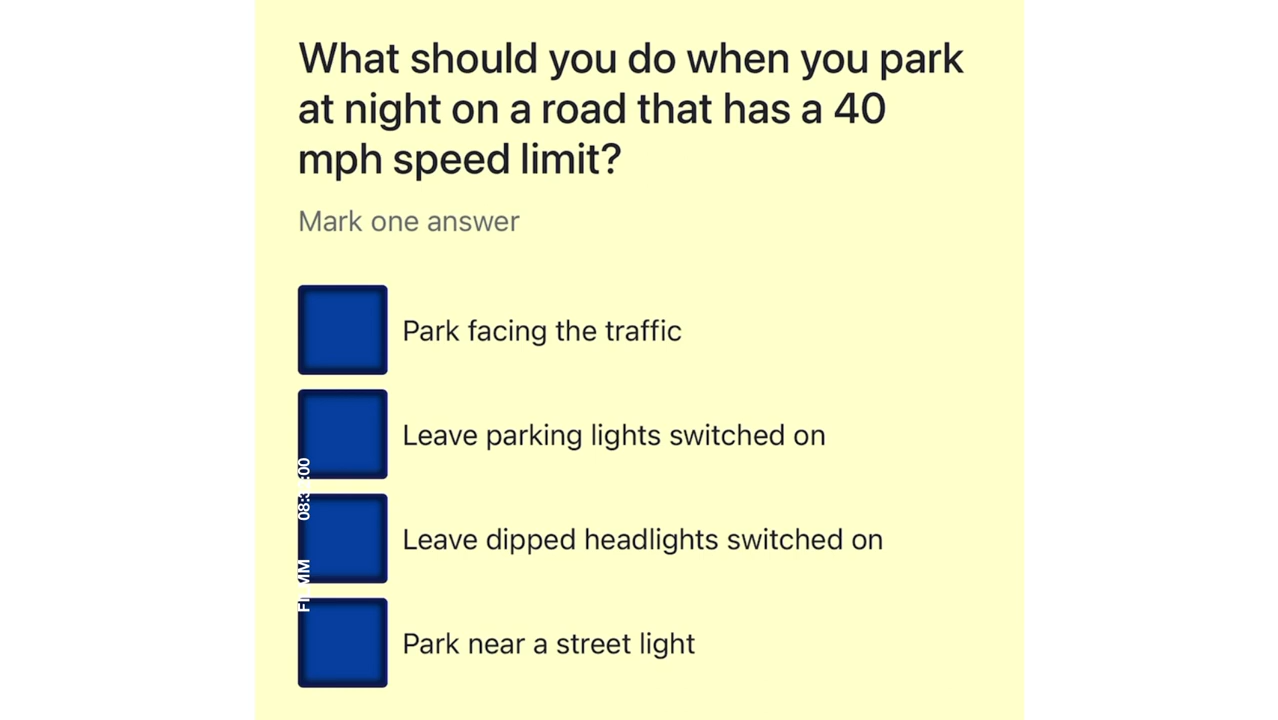 What should you do when you park
at night on a road that has a 40
mph speed limit?
Mark one answer
Park facing the traffic
Leave parking lights switched on
Leave dipped headlights switched on
Park near a street light